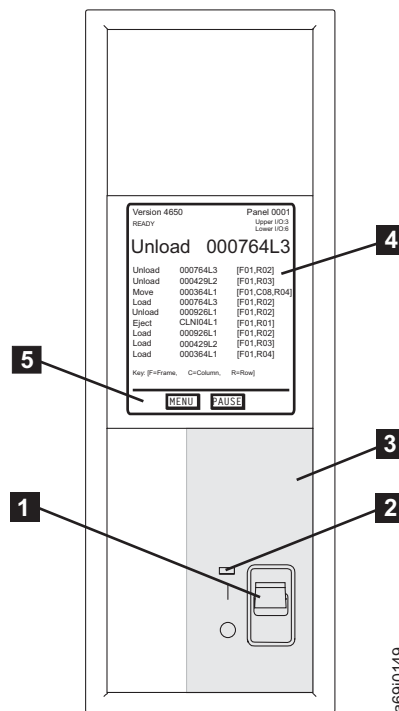 Version 4650 Panel 0001
READY Upper I/O:3
Lower I/O:6
Unload 000764L3
Unload 000764L3 [F01,R02]
Unload 000429L2 [F01,R03]
Move 000364L1 [F01,C08,R04]
Load 000764L3 [F01,R02]
Unload 000926L1 [F01,R02]
Eject CLNI04L1 [F01,R01]
Load 000926L1 [F01,R02]
Load 000429L2 [F01,R03]
Load 000364L1 [F01,R04]
Key: ]F=Frame, C=Column, R=Row]
MENU PAUSE
4
5
3
1
2
a69i0149